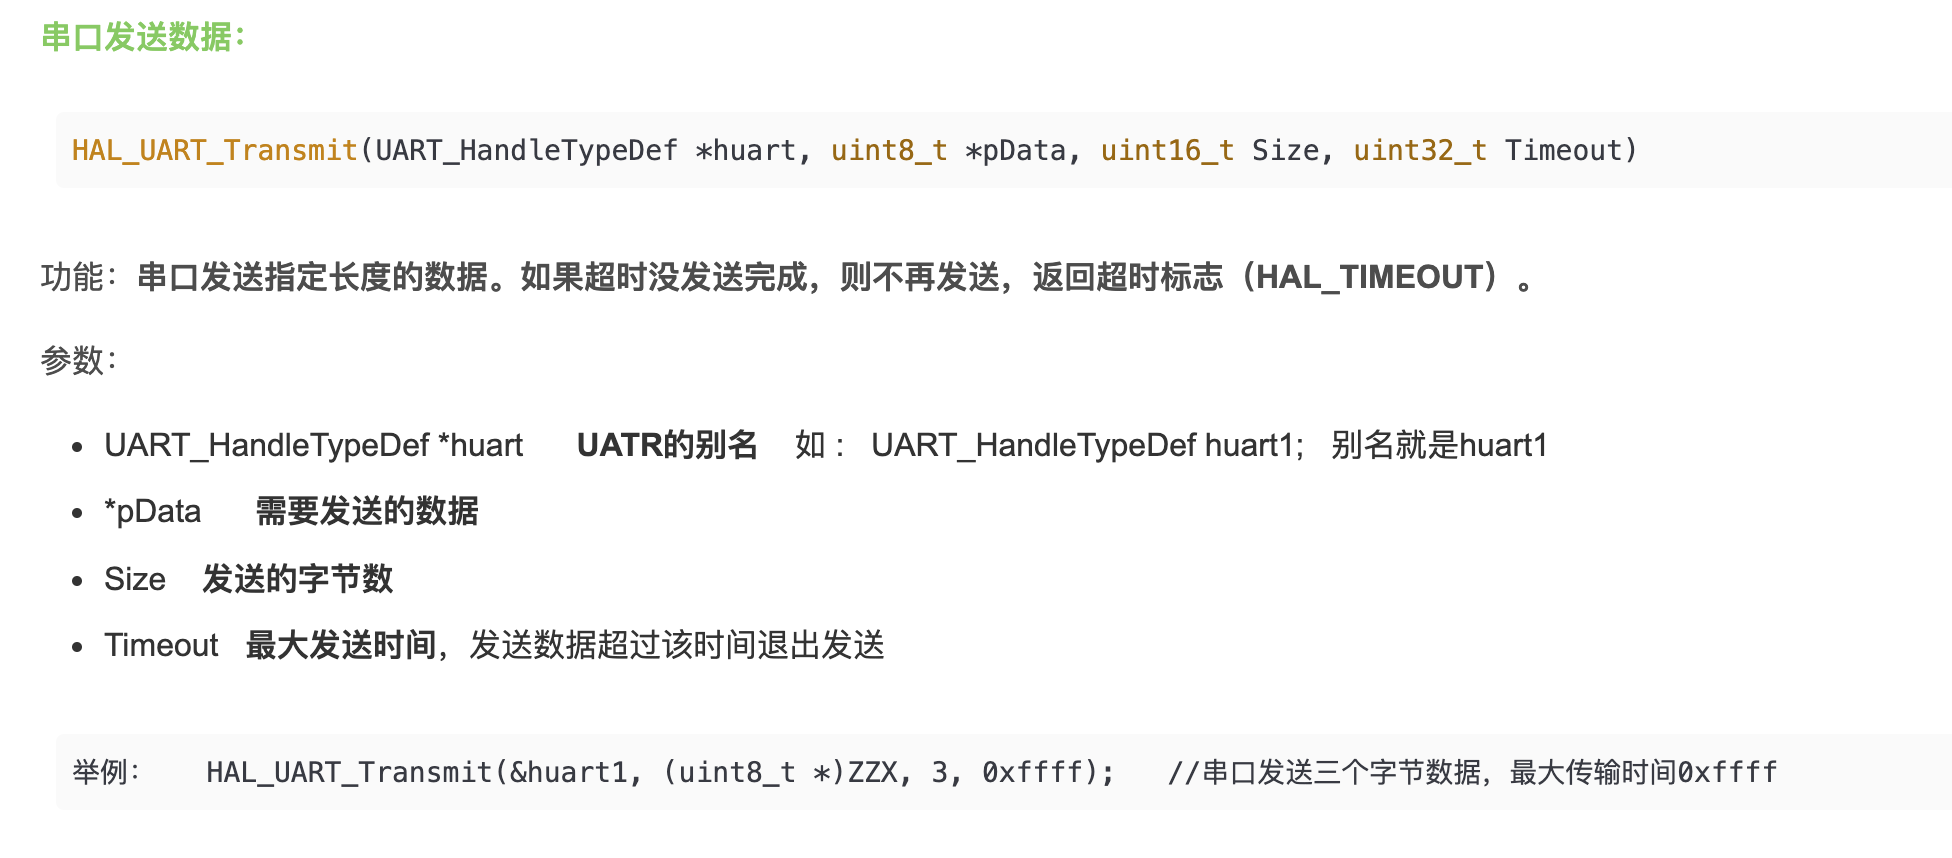 串口发送数据：
HAL_UART_Transmit(UART_HandleTypeDef *huart, uint8_t *pData, uint16_t Size, uint32_t Timeout)
功能：串口发送指定长度的数据。如果超时没发送完成，则不再发送，返回超时标志（HAL_TIMEOUT）。
参数：
• UART_HandleTypeDef *huart      UATR的别名    如 :   UART_HandleTypeDef huart1;   别名就是huart1
• *pData      需要发送的数据
• Size    发送的字节数
• Timeout   最大发送时间，发送数据超过该时间退出发送
举例：   HAL_UART_Transmit(&huart1, (uint8_t *)ZZX, 3, 0xffff);   //串口发送三个字节数据，最大传输时间0xffff